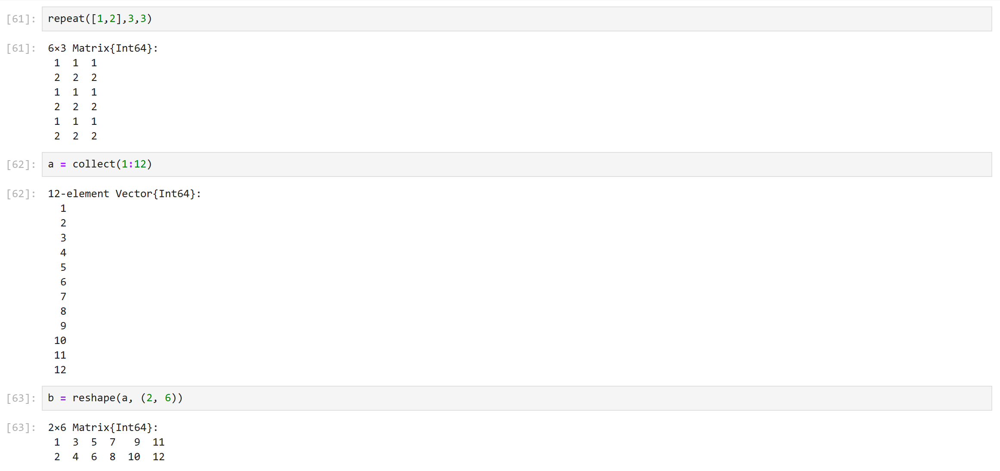 [61]: repeat([1,2],3,3)
[61]: 6×3 Matrix{Int64}:
1 1 1
2 2 2
1 1 1
2 2 2
1 1 1
2 2 2
[62]: a = collect(1:12)
[62]: 12-element Vector{Int64}:
1
2
3
4
5
6
7
8
9
10
11
12
[63]: b = reshape(a, (2, 6))
[63]: 2×6 Matrix{Int64}:
1 3 5 7 9 11
2 4 6 8 10 12